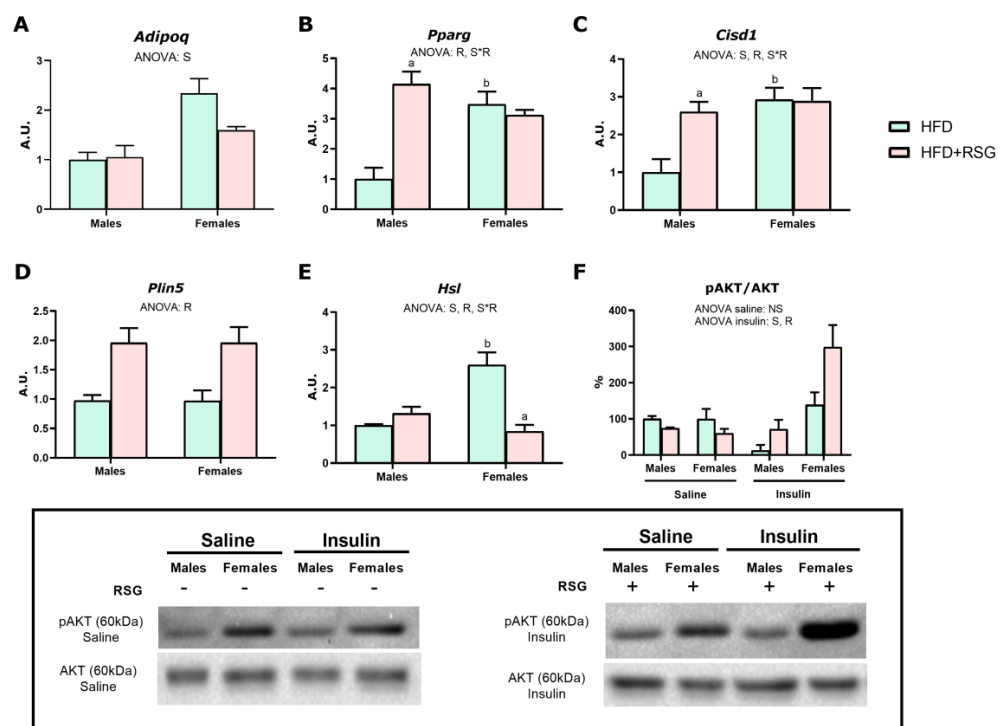 A
Adipoq
ANOVA: S
3
2
1
0
A.U.
Males
Females
B
Pparg
ANOVA: R, S*R
5
4
3
2
1
0
A.U.
a
b
Males
Females
C
Cisd1
ANOVA: S, R, S*R
4
3
2
1
0
A.U.
a
b
Males
Females
HFD
HFD+RSG
D
Plin5
ANOVA: R
2.5
2.0
1.5
1.0
0.5
0.0
A.U.
Males
Females
E
Hsl
ANOVA: S, R, S*R
4
3
2
1
0
A.U.
b
a
Males
Females
F
pAKT/AKT
ANOVA saline: NS
ANOVA insulin: S, R
400
300
200
100
0
%
Males Females Males Females
Saline Insulin
Saline Insulin
Males Females Males Females
RSG - - - -
pAKT (60kDa)
Saline
AKT (60kDa)
Saline
Saline Insulin
Males Females Males Females
RSG + + + +
pAKT (60kDa)
Insulin
AKT (60kDa)
Insulin